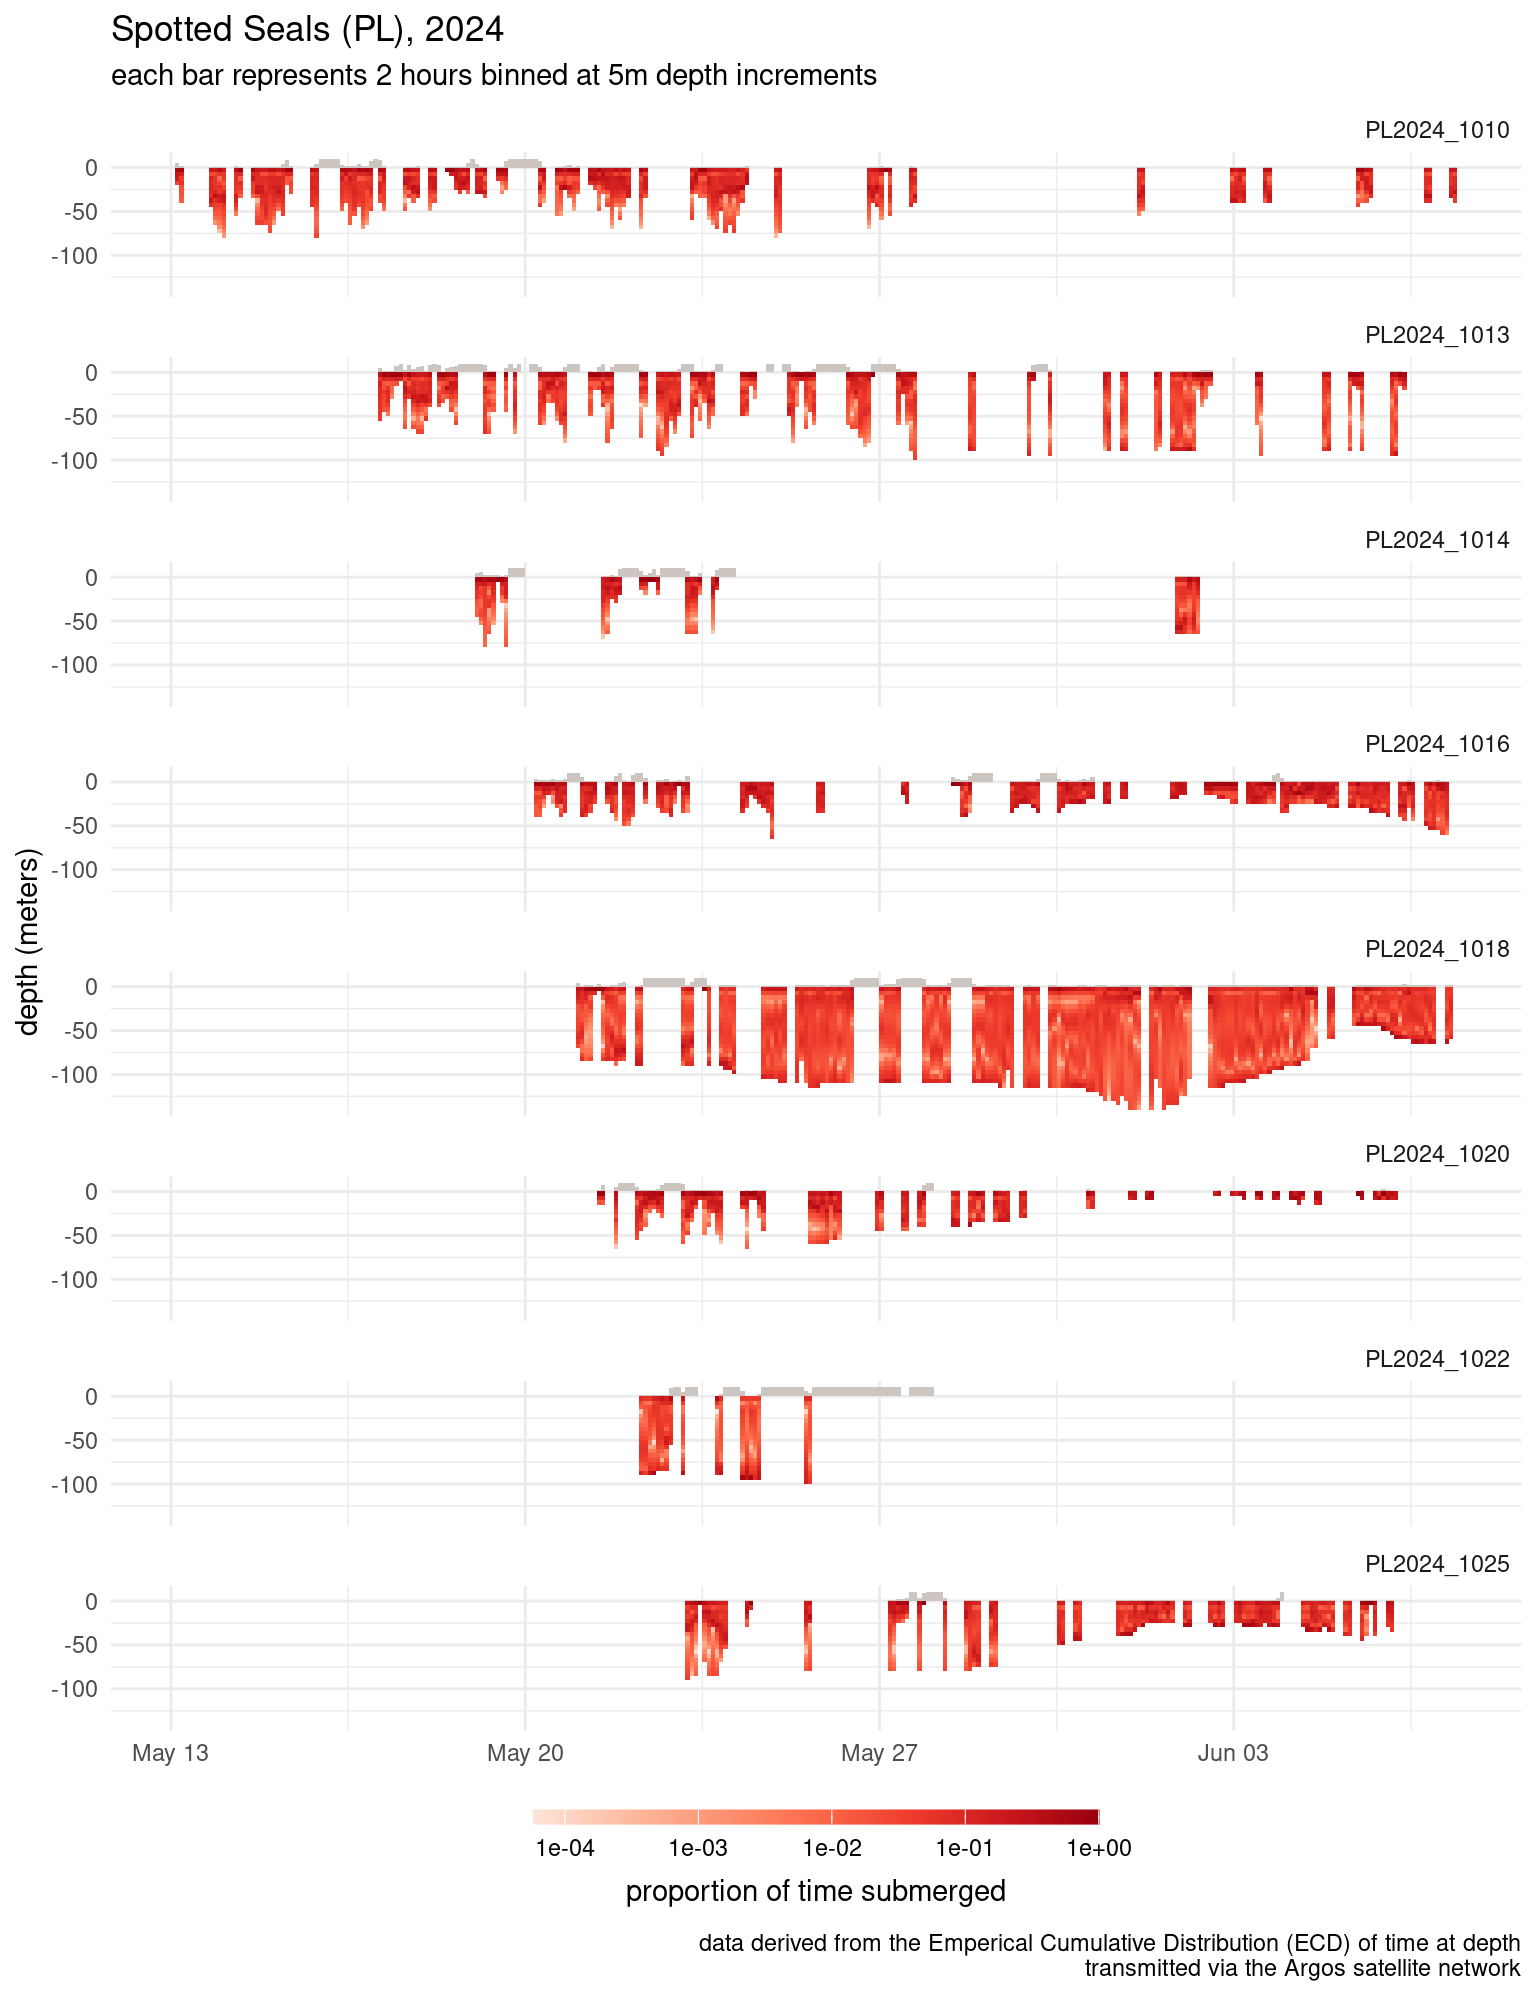 Spotted Seals (PL), 2024
each bar represents 2 hours binned at 5m depth increments
PL2024_1010
0
-50
-100
PL2024_1013
0
-50
-100
PL2024_1014
0
-50
-100
PL2024_1016
0
-50
-100
depth (meters)
PL2024_1018
0
-50
-100
PL2024_1020
0
-50
-100
PL2024_1022
0
-50
-100
PL2024_1025
0
-50
-100
May 13 May 20 May 27 Jun 03
1e-04 1e-03 1e-02 1e-01 1e+00
proportion of time submerged
data derived from the Emperical Cumulative Distribution (ECD) of time at depth
transmitted via the Argos satellite network